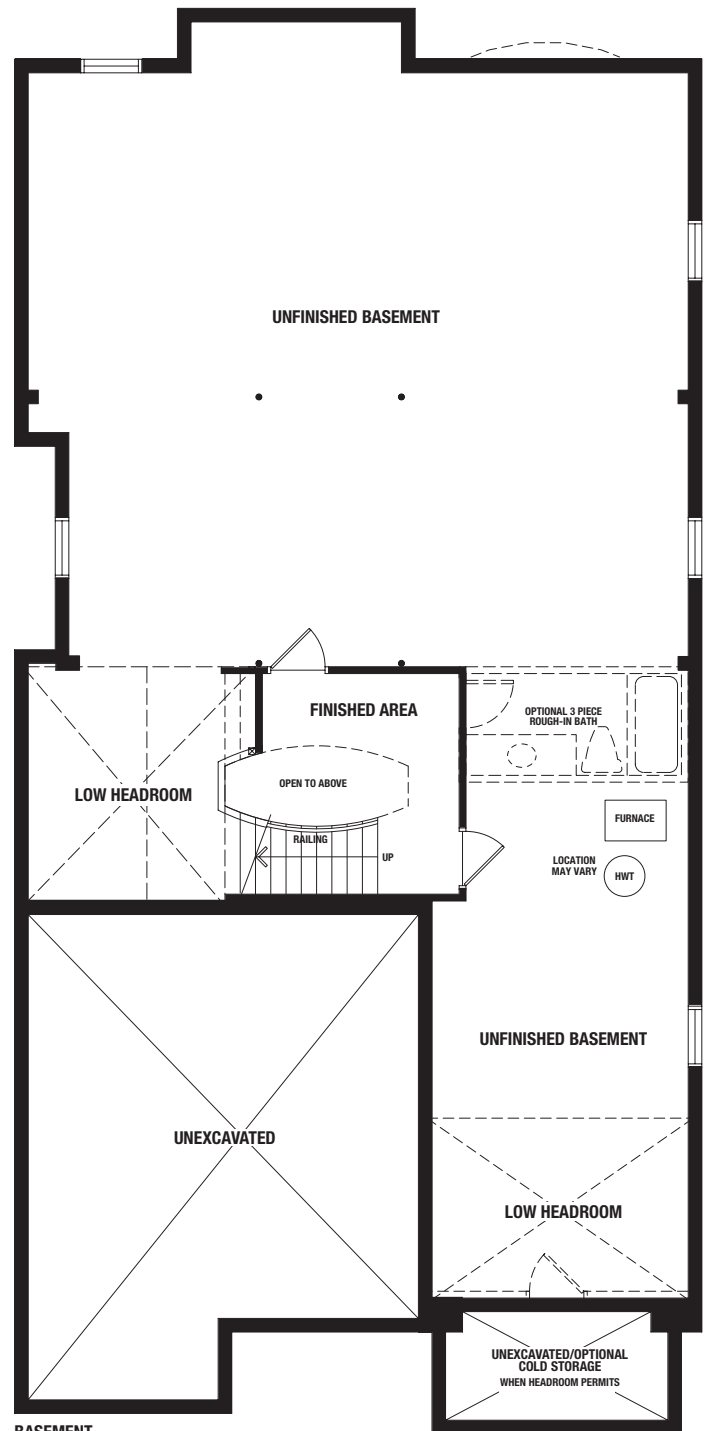 UNFINISHED BASEMENT
FINISHED AREA
OPTIONAL 3 PIECE
ROUGH-IN BATH
OPEN TO ABOVE
LOW HEADROOM
FURNACE
RAILING
UP
LOCATION
MAY VARY
HWT
UNFINISHED BASEMENT
UNEXCAVATED
LOW HEADROOM
UNEXCAVATED/OPTIONAL
COLD STORAGE
WHEN HEADROOM PERMITS
BASEMENT